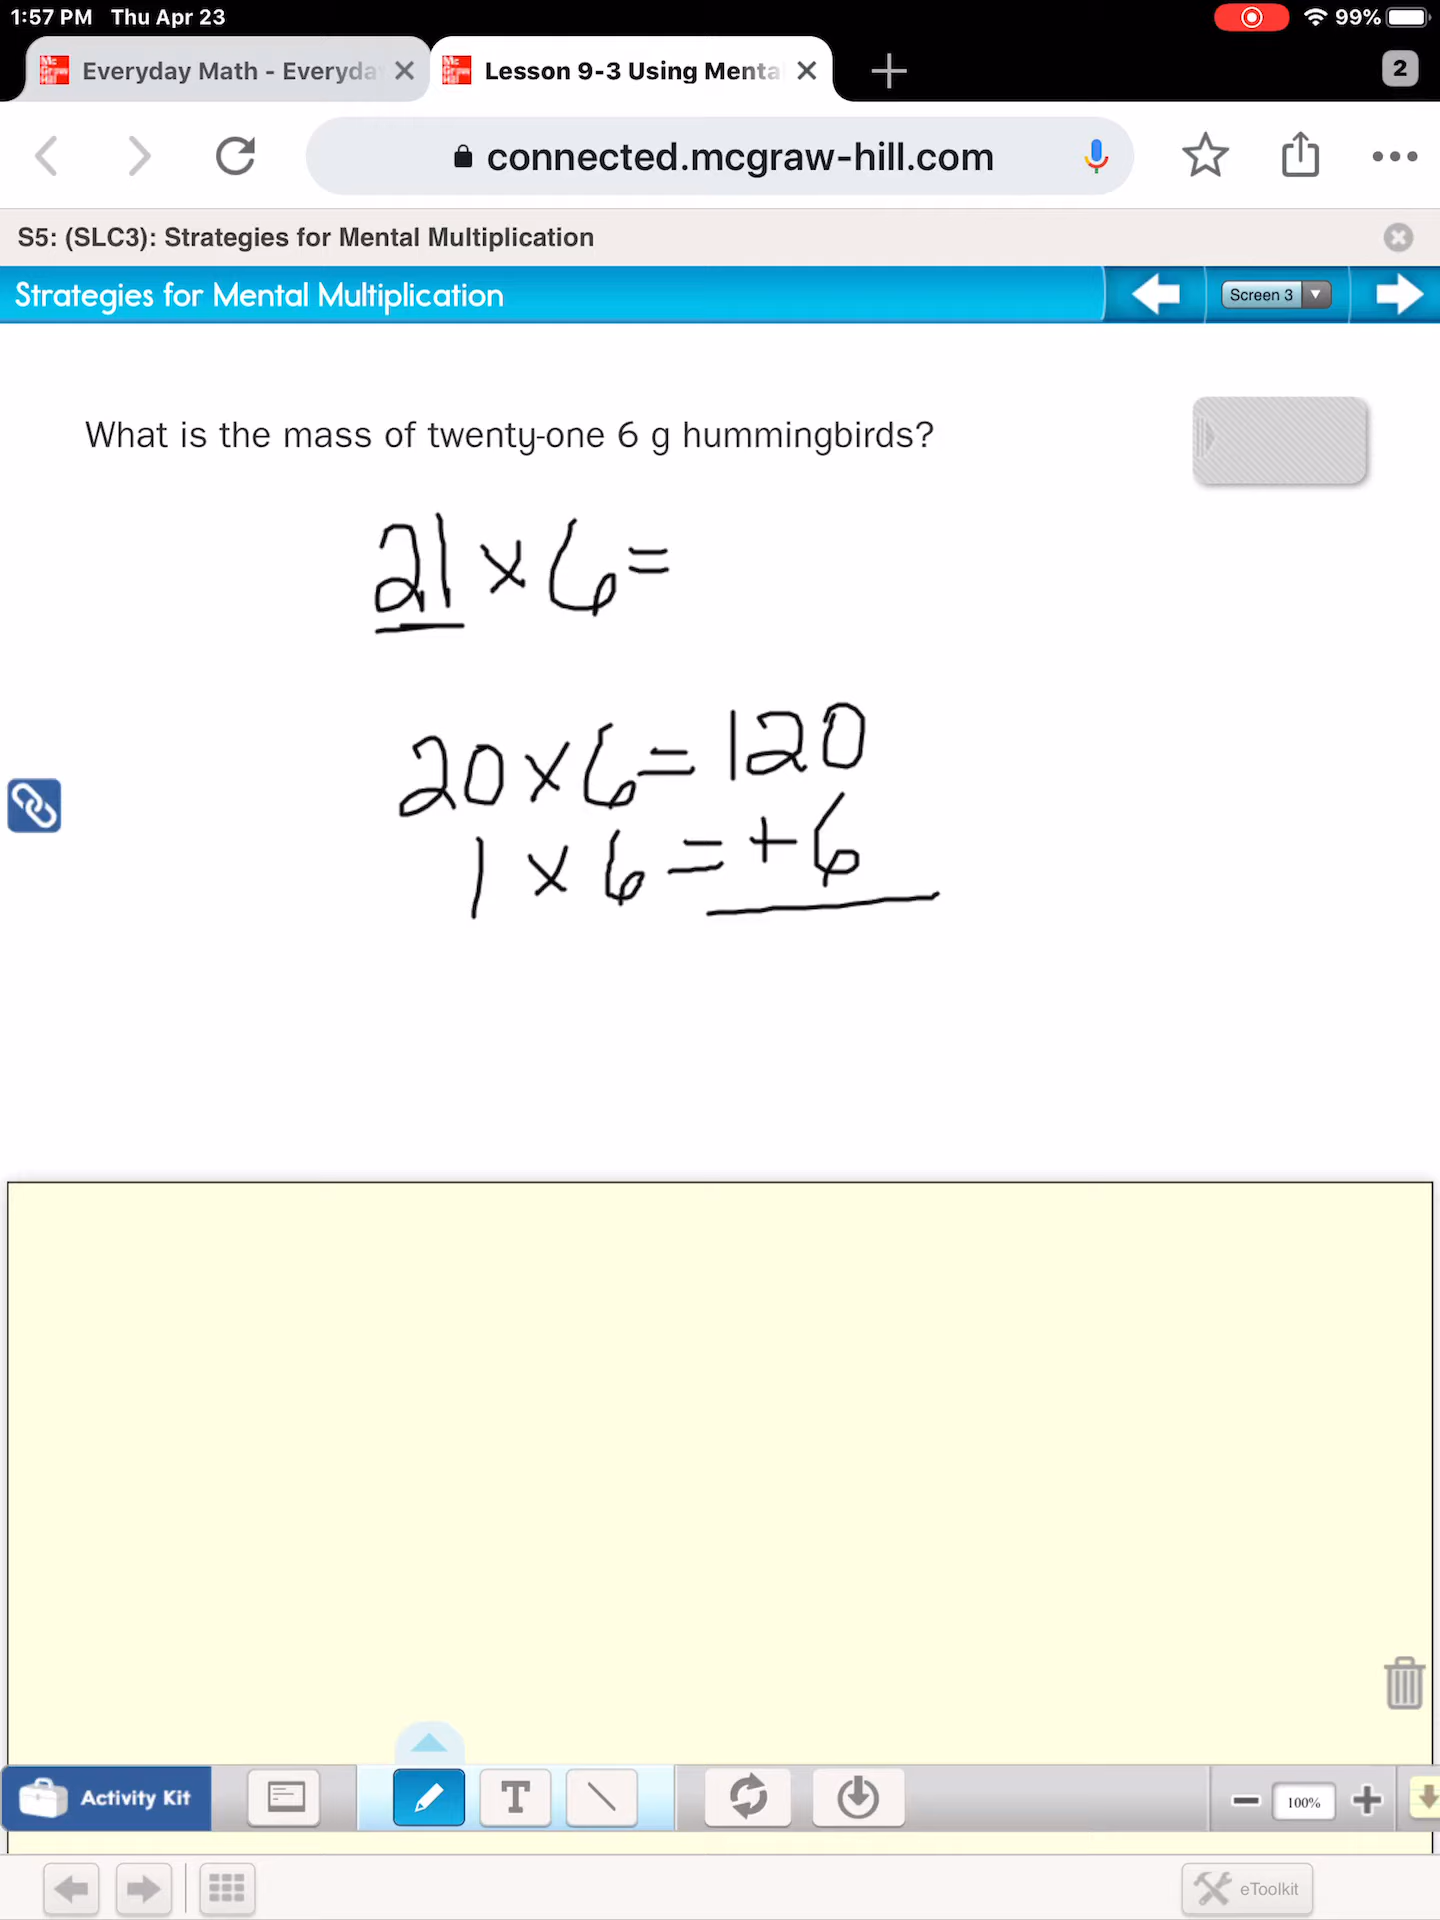 1:57 PM Thu Apr 23 99%
Everyday Math - Everyda Lesson 9-3 Using Menta 2
connected.mcgraw-hill.com
S5: (SLC3): Strategies for Mental Multiplication
Strategies for Mental Multiplication Screen 3
What is the mass of twenty-one 6 g hummingbirds?
21 × 6 =
20 × 6 = 120
1 × 6 = + 6
Activity Kit T 100%
eToolkit